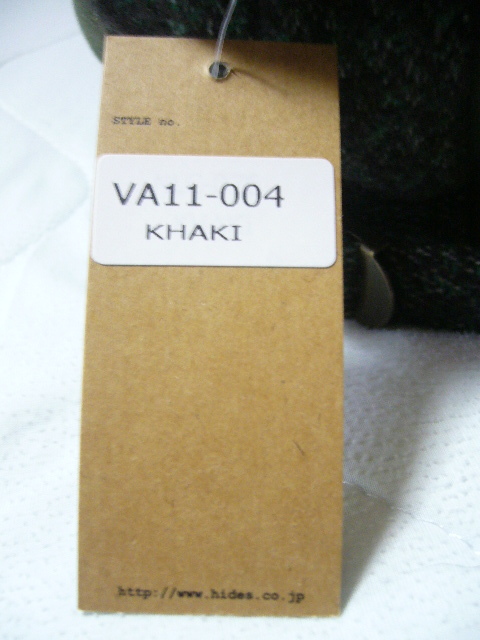 STYLE no.
VA11-004
KHAKI
http://www.hides.co.jp